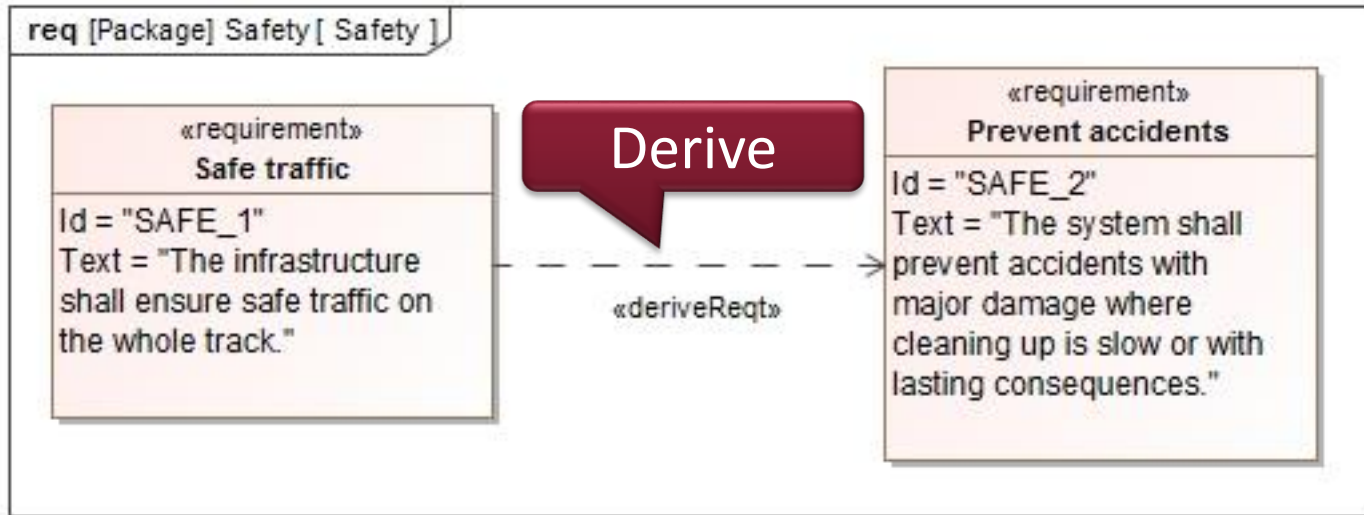 req [Package] Safety [ Safety ]
«requirement»
Safe traffic
Id = "SAFE_1"
Text = "The infrastructure
shall ensure safe traffic on
the whole track."
Derive
«deriveReqt»
«requirement»
Prevent accidents
Id = "SAFE_2"
Text = "The system shall
prevent accidents with
major damage where
cleaning up is slow or with
lasting consequences."